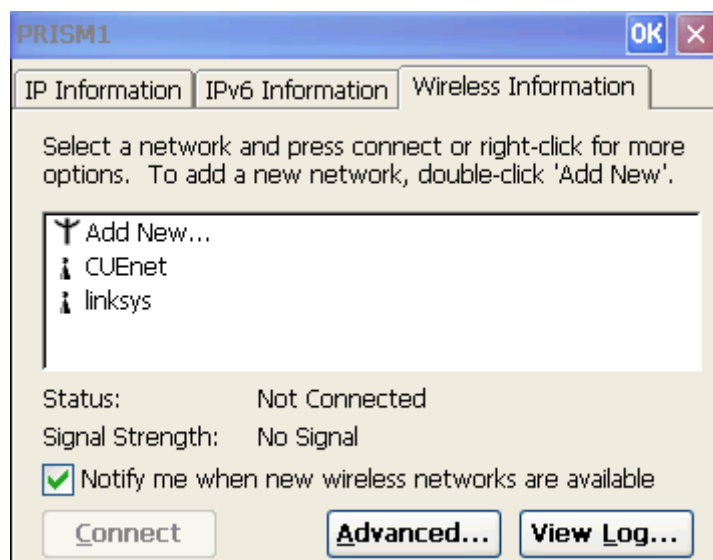 PRISM1 OK
IP Information IPv6 Information Wireless Information
Select a network and press connect or right-click for more
options. To add a new network, double-click 'Add New'.
Add New...
CUEnet
linksys
Status: Not Connected
Signal Strength: No Signal
Notify me when new wireless networks are available
Connect Advanced... View Log...